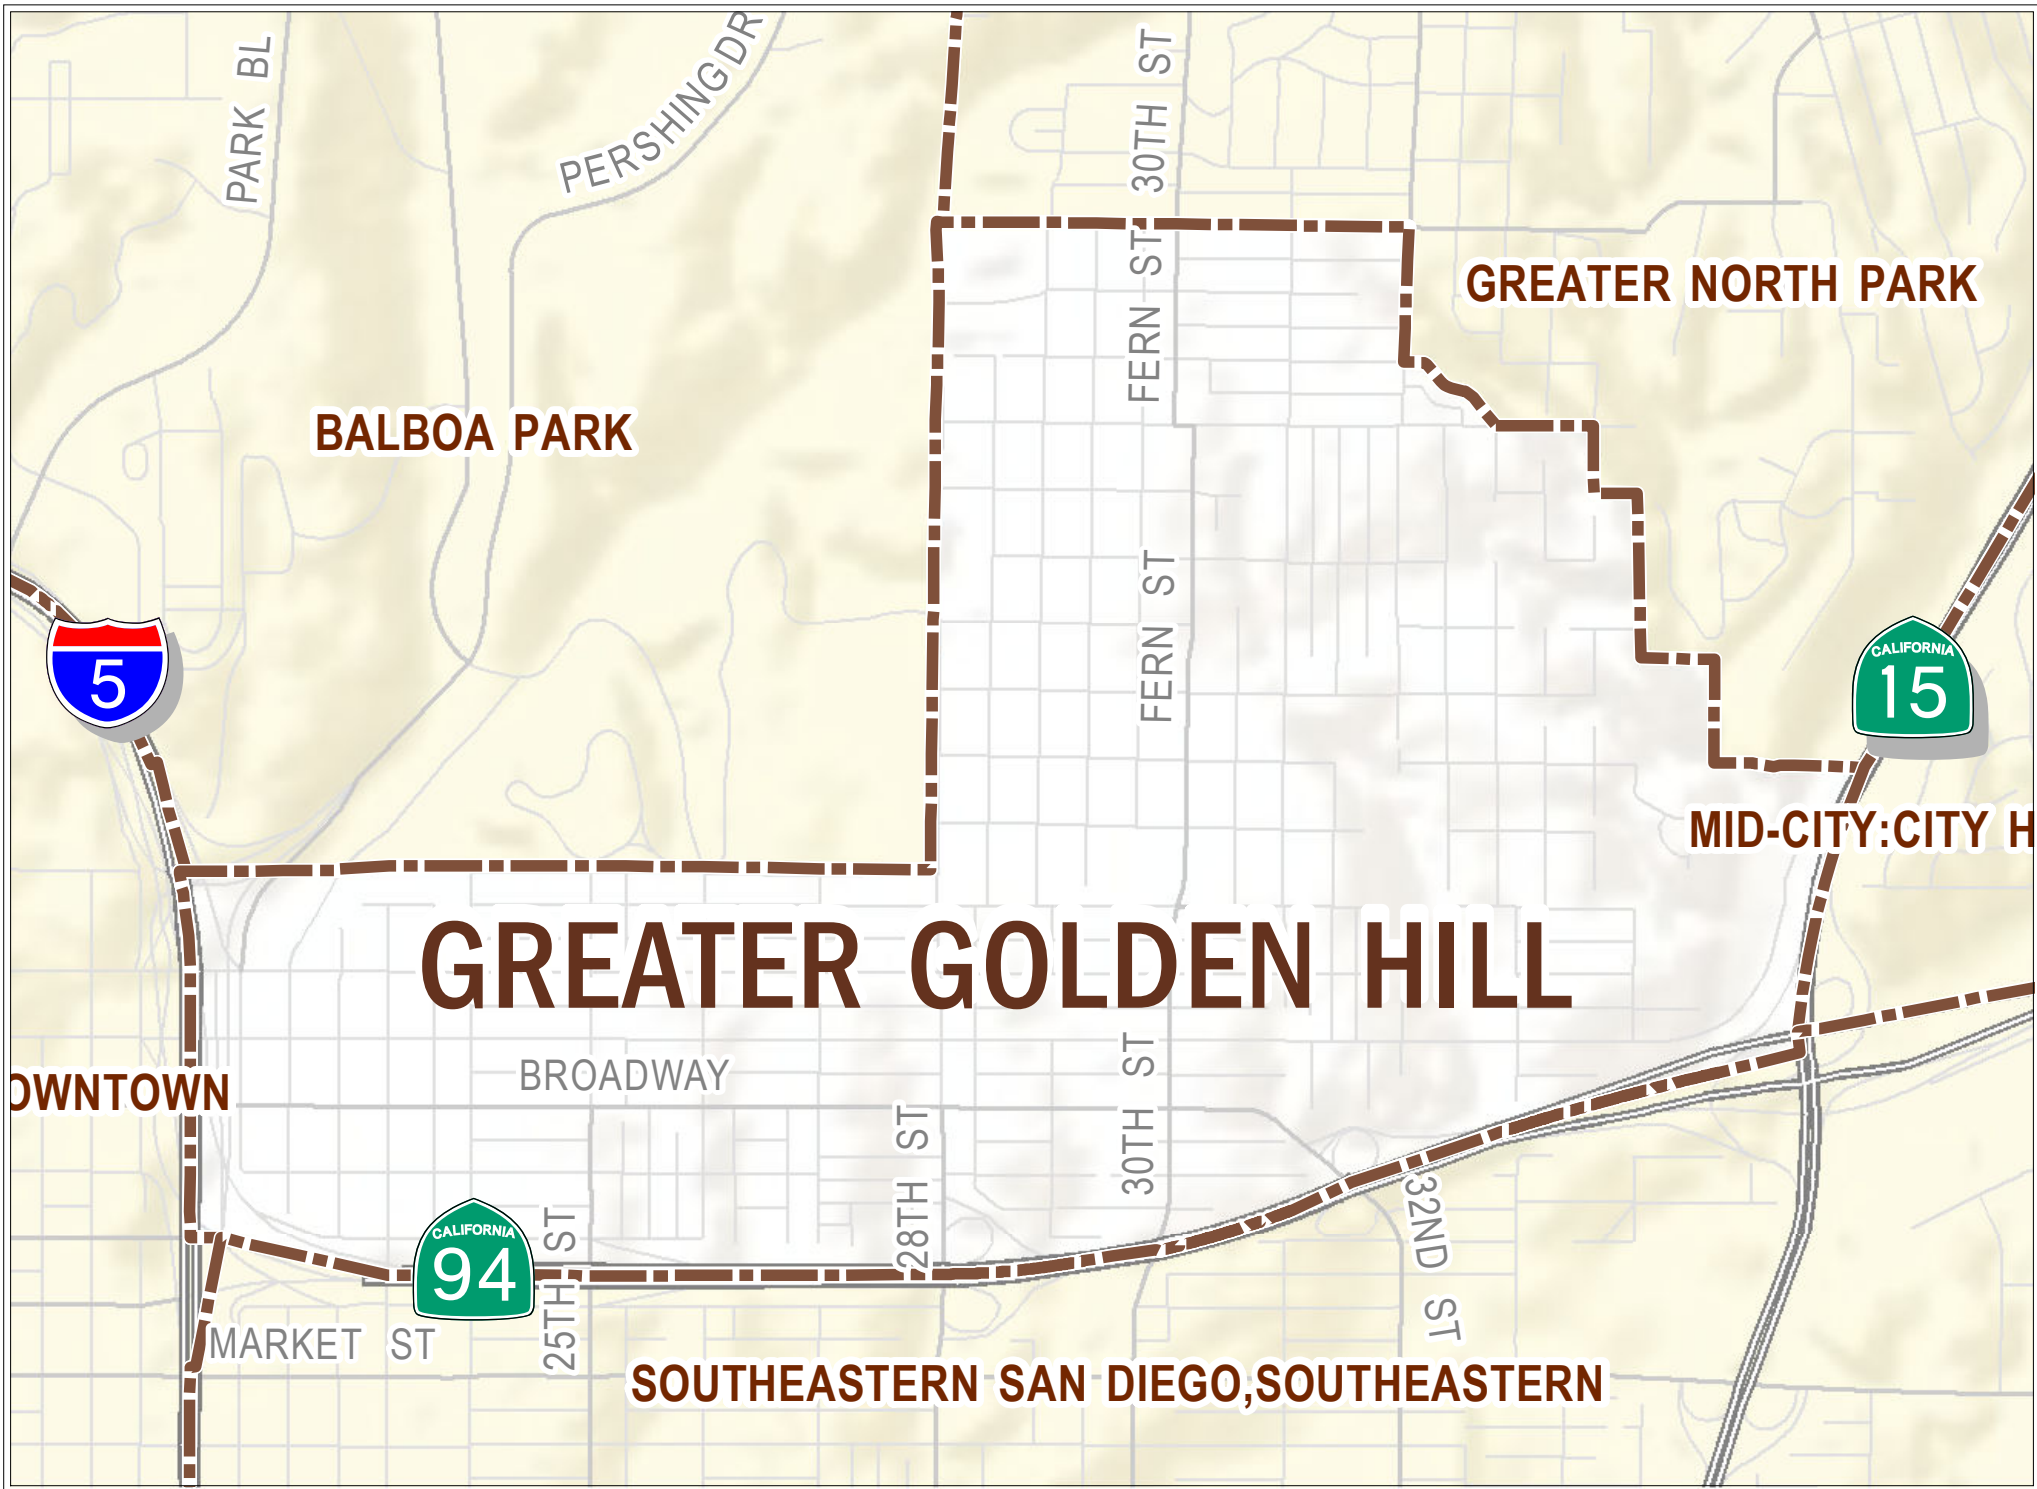 PARK BL
PERSHING DR
30TH ST
FERN ST
GREATER NORTH PARK
BALBOA PARK
FERN ST
5
CALIFORNIA
15
MID-CITY:CITY H
GREATER GOLDEN HILL
BROADWAY
OWNTOWN
28TH ST
30TH ST
32ND ST
25TH ST
CALIFORNIA
94
MARKET ST
SOUTHEASTERN SAN DIEGO,SOUTHEASTERN